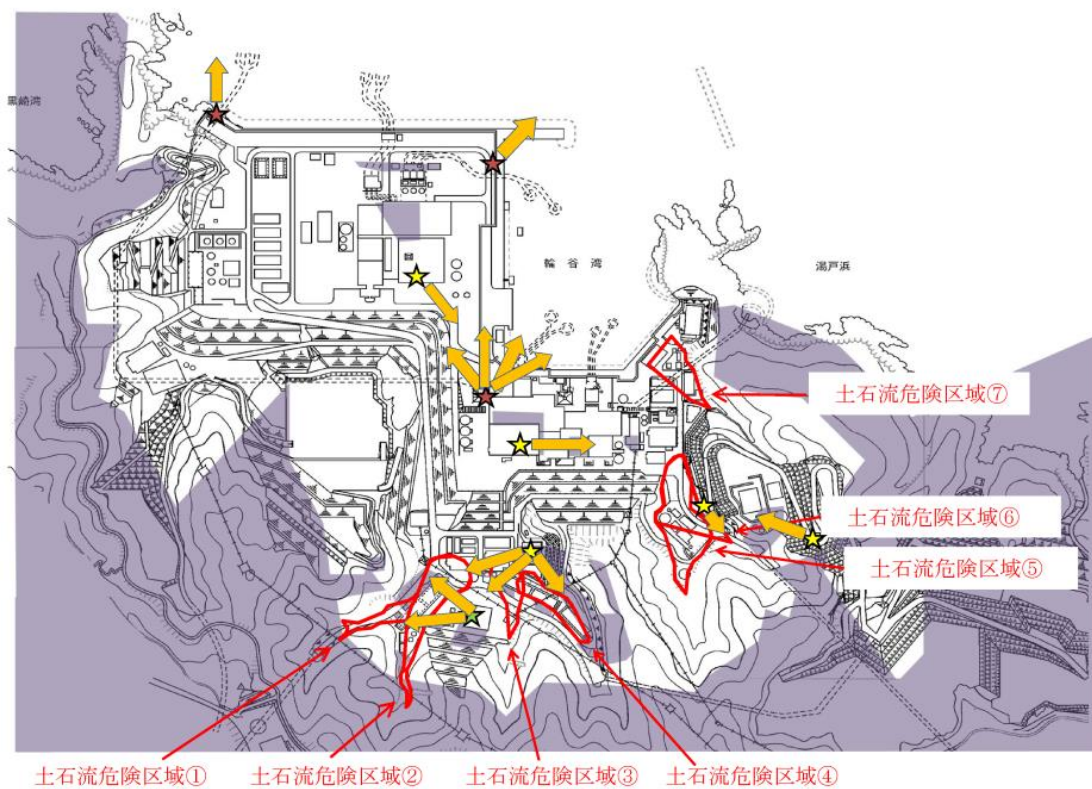 黒崎湾
輪谷湾
湯戸浜
土石流危険区域⑦
土石流危険区域⑥
土石流危険区域⑤
土石流危険区域①
土石流危険区域②
土石流危険区域③
土石流危険区域④